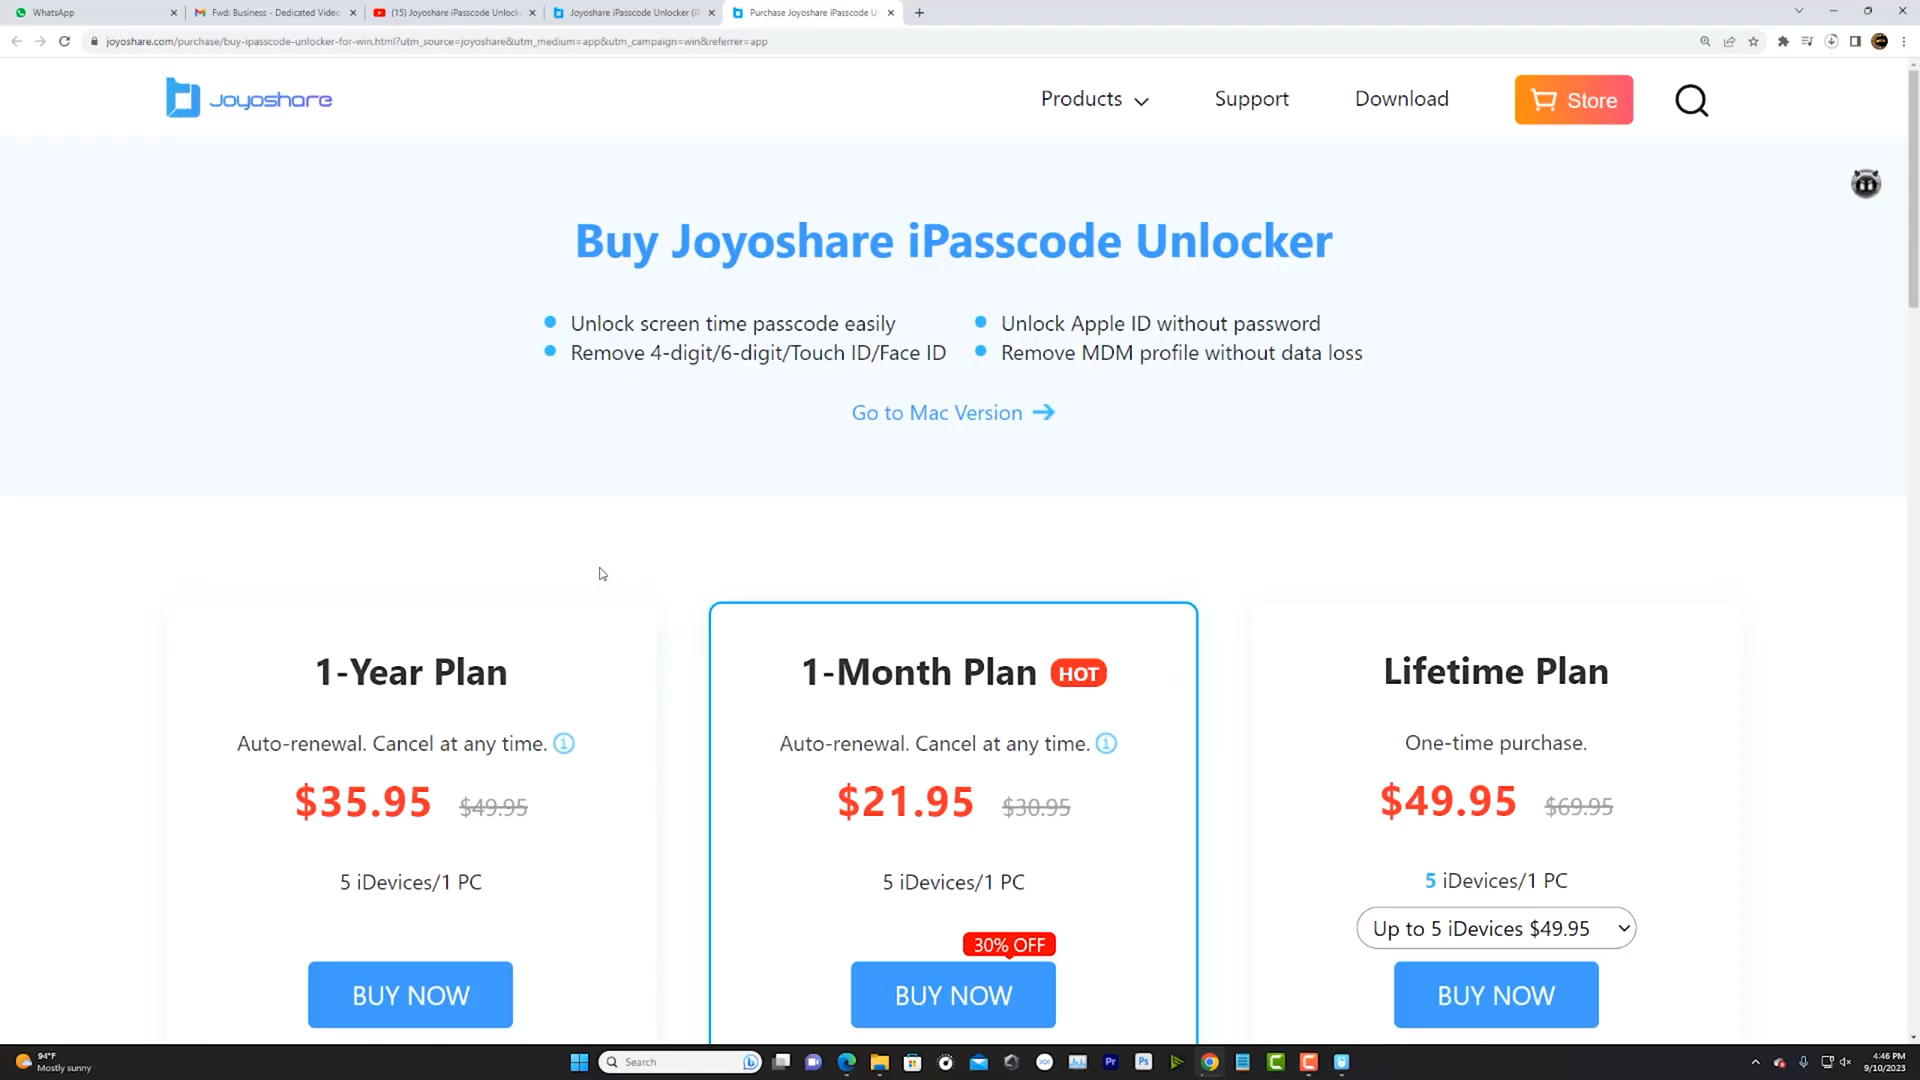 WhatsApp
Fwd: Business - Dedicated Video
(15) Joyoshare iPasscode Unlock
Joyoshare iPasscode Unlocker (iP
Purchase Joyoshare iPasscode U
joyoshare.com/purchase/buy-ipasscode-unlocker-for-win.html?utm_source=joyoshare&utm_medium=app&utm_campaign=win&referrer=app
Joyoshare
Products
Support
Download
Store
Buy Joyoshare iPasscode Unlocker
Unlock screen time passcode easily
Unlock Apple ID without password
Remove 4-digit/6-digit/Touch ID/Face ID
Remove MDM profile without data loss
Go to Mac Version
1-Year Plan
Auto-renewal. Cancel at any time.
$35.95 $49.95
5 iDevices/1 PC
BUY NOW
1-Month Plan HOT
Auto-renewal. Cancel at any time.
$21.95 $30.95
5 iDevices/1 PC
30% OFF
BUY NOW
Lifetime Plan
One-time purchase.
$49.95 $69.95
5 iDevices/1 PC
Up to 5 iDevices $49.95
BUY NOW
94°F
Mostly sunny
Search
Pr
Ps
4:46 PM
9/10/2023